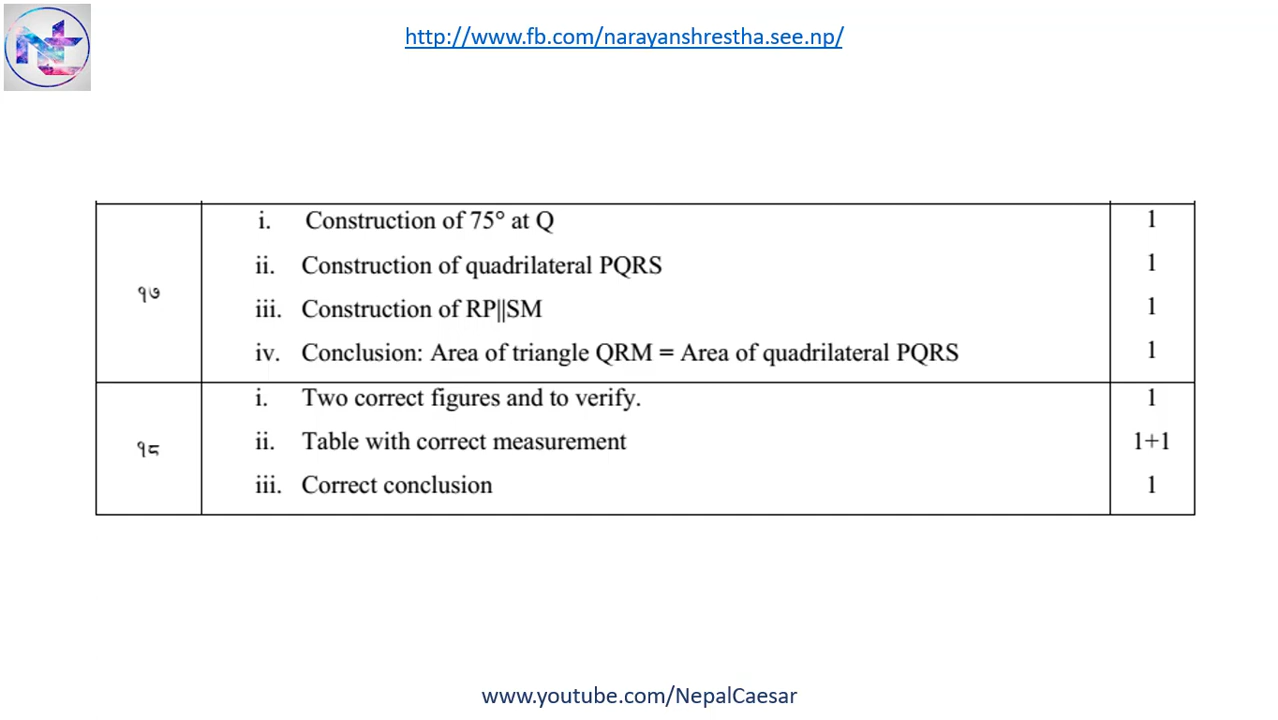 http://www.fb.com/narayanshrestha.see.np/
१७
i. Construction of 75° at Q 1
ii. Construction of quadrilateral PQRS 1
iii. Construction of RP||SM 1
iv. Conclusion: Area of triangle QRM = Area of quadrilateral PQRS 1
१८
i. Two correct figures and to verify. 1
ii. Table with correct measurement 1+1
iii. Correct conclusion 1
www.youtube.com/NepalCaesar